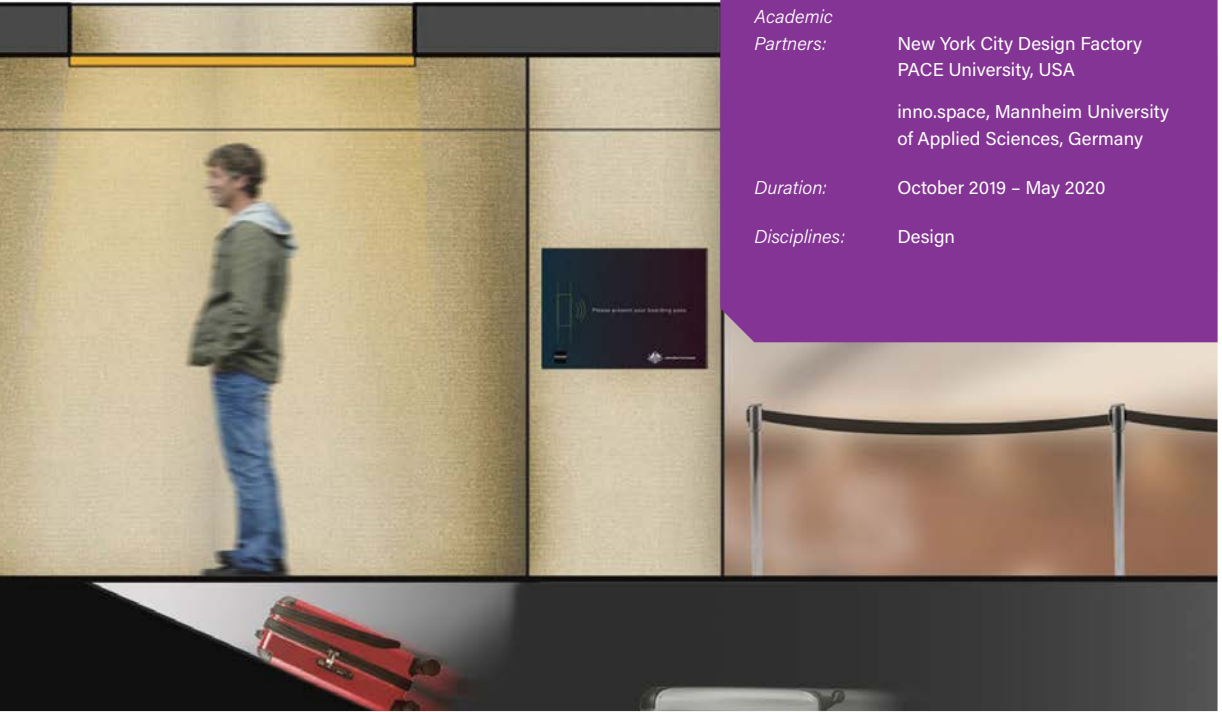 Academic
Partners: New York City Design Factory
PACE University, USA
inno.space, Mannheim University
of Applied Sciences, Germany
Duration: October 2019 – May 2020
Disciplines: Design
Please present your boarding pass